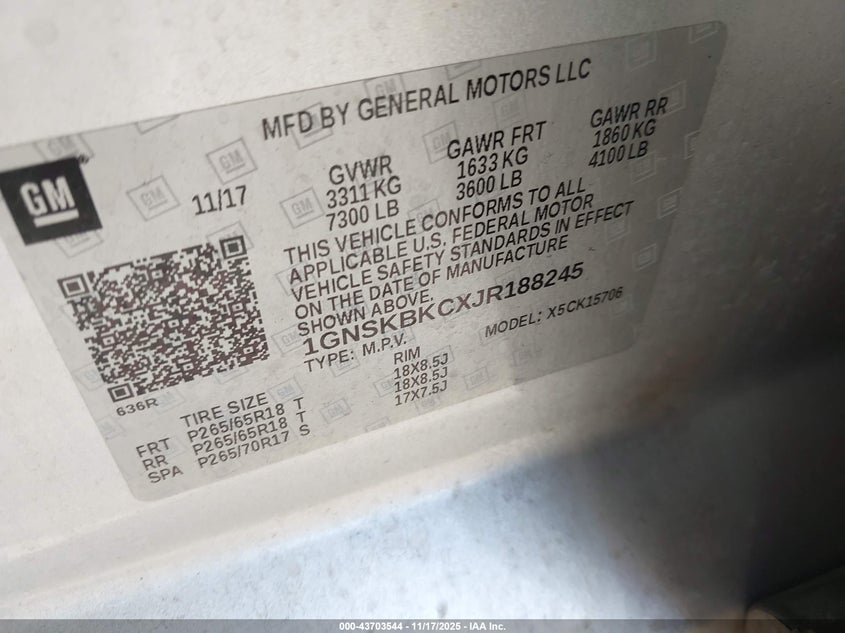 MFD BY GENERAL MOTORS LLC
GM
11/17
GVWR
3311 KG
7300 LB
GAWR FRT
1633 KG
3600 LB
GAWR RR
1860 KG
4100 LB
THIS VEHICLE CONFORMS TO ALL
APPLICABLE U.S. FEDERAL MOTOR
VEHICLE SAFETY STANDARDS IN EFFECT
ON THE DATE OF MANUFACTURE
SHOWN ABOVE.
1GNSKBKCXJR188245
TYPE: M.P.V.
MODEL: X5CK15706
636R
TIRE SIZE
RIM
FRT P265/65R18 T 18X8.5J
RR P265/65R18 T 18X8.5J
SPA P265/70R17 S 17X7.5J
000-43703544 - 11/17/2025 - IAA Inc.